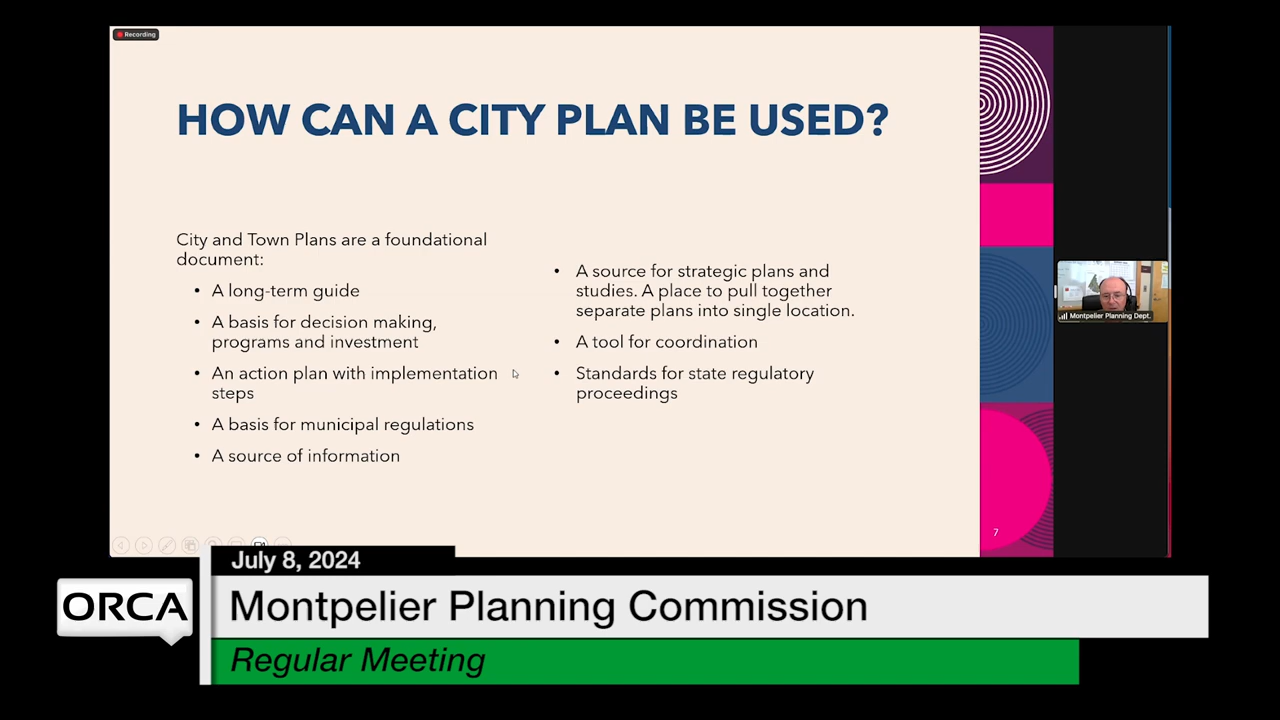 Recording
HOW CAN A CITY PLAN BE USED?
City and Town Plans are a foundational
document:
• A long-term guide
• A basis for decision making,
programs and investment
• An action plan with implementation
steps
• A basis for municipal regulations
• A source of information
• A source for strategic plans and
studies. A place to pull together
separate plans into single location.
• A tool for coordination
• Standards for state regulatory
proceedings
7
Montpelier Planning Dept.
July 8, 2024
ORCA
Montpelier Planning Commission
Regular Meeting